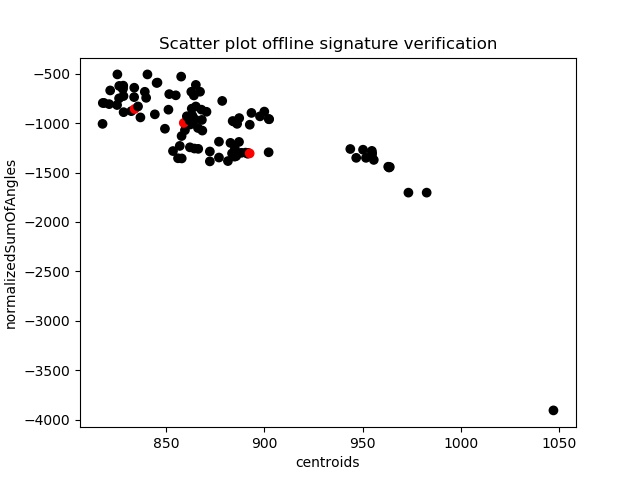 Scatter plot offline signature verification
−500
−1000
−1500
−2000
−2500
−3000
−3500
−4000
normalizedSumOfAngles
850 900 950 1000 1050
centroids